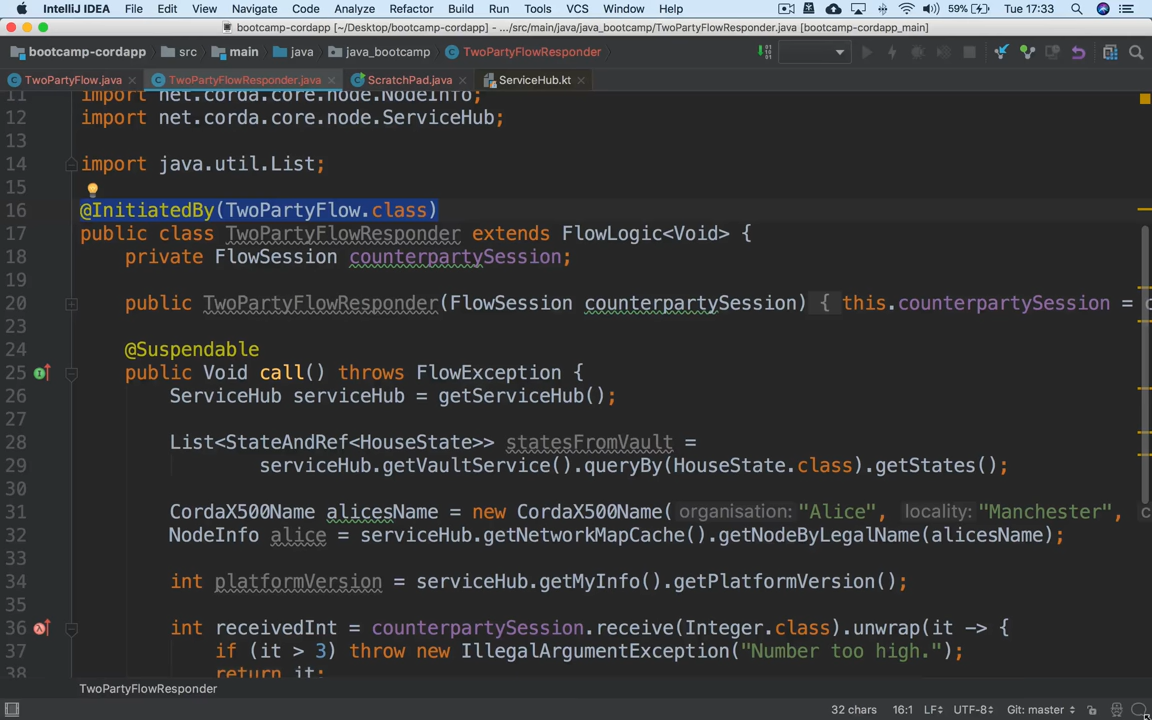 IntelliJ IDEA File Edit View Navigate Code Analyze Refactor Build Run Tools VCS Window Help 59% Tue 17:33
bootcamp-cordapp [~/Desktop/bootcamp-cordapp] - .../src/main/java/java_bootcamp/TwoPartyFlowResponder.java [bootcamp-cordapp_main]
bootcamp-cordapp src main java java_bootcamp TwoPartyFlowResponder
TwoPartyFlow.java TwoPartyFlowResponder.java ScratchPad.java ServiceHub.kt
11 import net.corda.core.node.NodeInfo;
12 import net.corda.core.node.ServiceHub;
13
14 import java.util.List;
15
16 @InitiatedBy(TwoPartyFlow.class)
17 public class TwoPartyFlowResponder extends FlowLogic<Void> {
18 private FlowSession counterpartySession;
19
20 public TwoPartyFlowResponder(FlowSession counterpartySession) { this.counterpartySession = c
23
24 @Suspendable
25 public Void call() throws FlowException {
26 ServiceHub serviceHub = getServiceHub();
27
28 List<StateAndRef<HouseState>> statesFromVault =
29 serviceHub.getVaultService().queryBy(HouseState.class).getStates();
30
31 CordaX500Name alicesName = new CordaX500Name( organisation: "Alice", locality: "Manchester", c
32 NodeInfo alice = serviceHub.getNetworkMapCache().getNodeByLegalName(alicesName);
33
34 int platformVersion = serviceHub.getMyInfo().getPlatformVersion();
35
36 int receivedInt = counterpartySession.receive(Integer.class).unwrap(it -> {
37 if (it > 3) throw new IllegalArgumentException("Number too high.");
38 return it;
TwoPartyFlowResponder
32 chars 16:1 LF UTF-8 Git: master